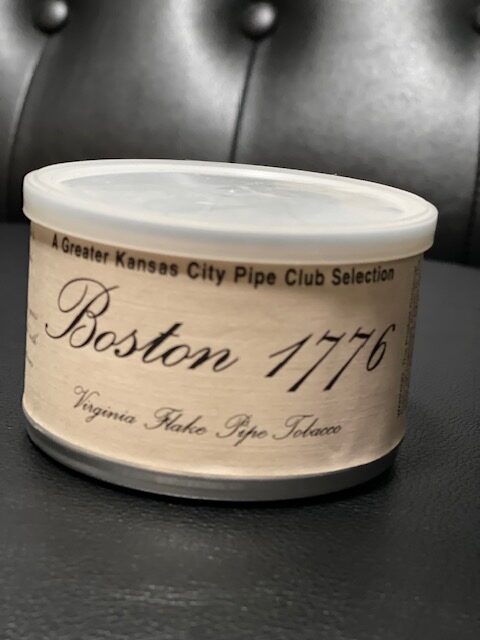 A Greater Kansas City Pipe Club Selection
Boston 1776
Virginia Flake Pipe Tobacco